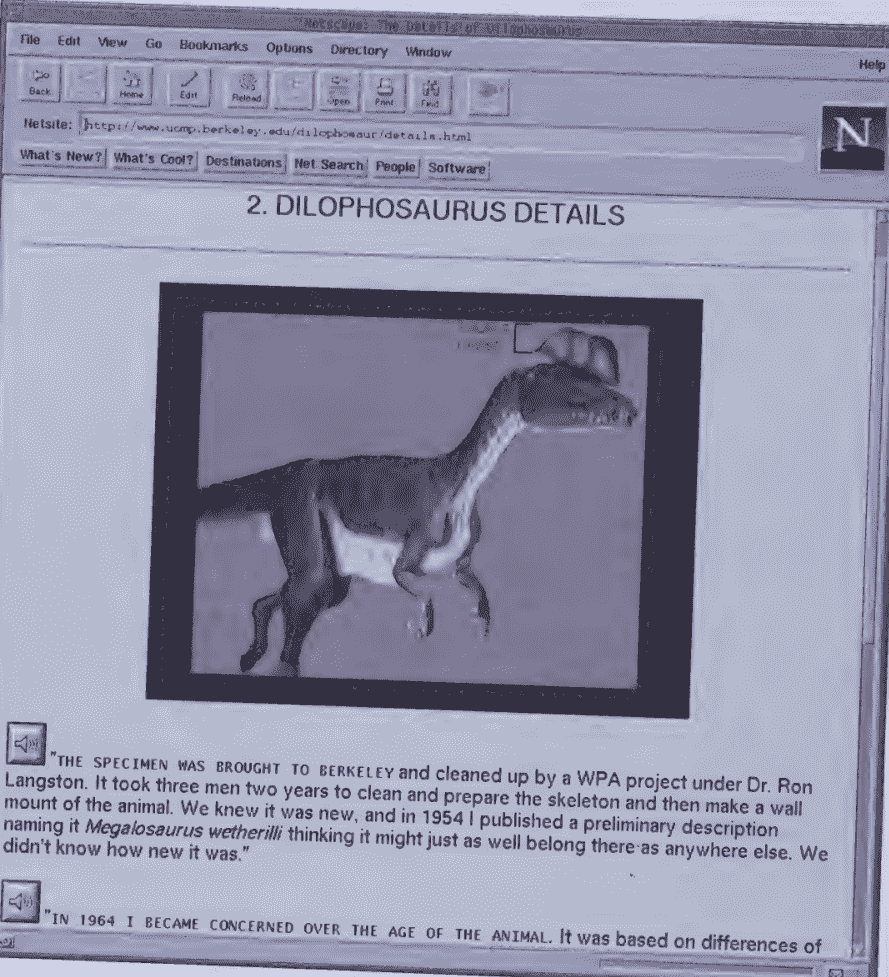 Netscape: The Details of Dilophosaurus
File Edit View Go Bookmarks Options Directory Window
Help
Back Home Edit Reload Open Print Find
Netsite: http://www.ucmp.berkeley.edu/dilophosaur/details.html
N
What's New? What's Cool? Destinations Net Search People Software
2. DILOPHOSAURUS DETAILS
"THE SPECIMEN WAS BROUGHT TO BERKELEY and cleaned up by a WPA project under Dr. Ron
Langston. It took three men two years to clean and prepare the skeleton and then make a wall
mount of the animal. We knew it was new, and in 1954 I published a preliminary description
naming it Megalosaurus wetherilli thinking it might just as well belong there as anywhere else. We
didn't know how new it was."
"IN 1964 I BECAME CONCERNED OVER THE AGE OF THE ANIMAL. It was based on differences of